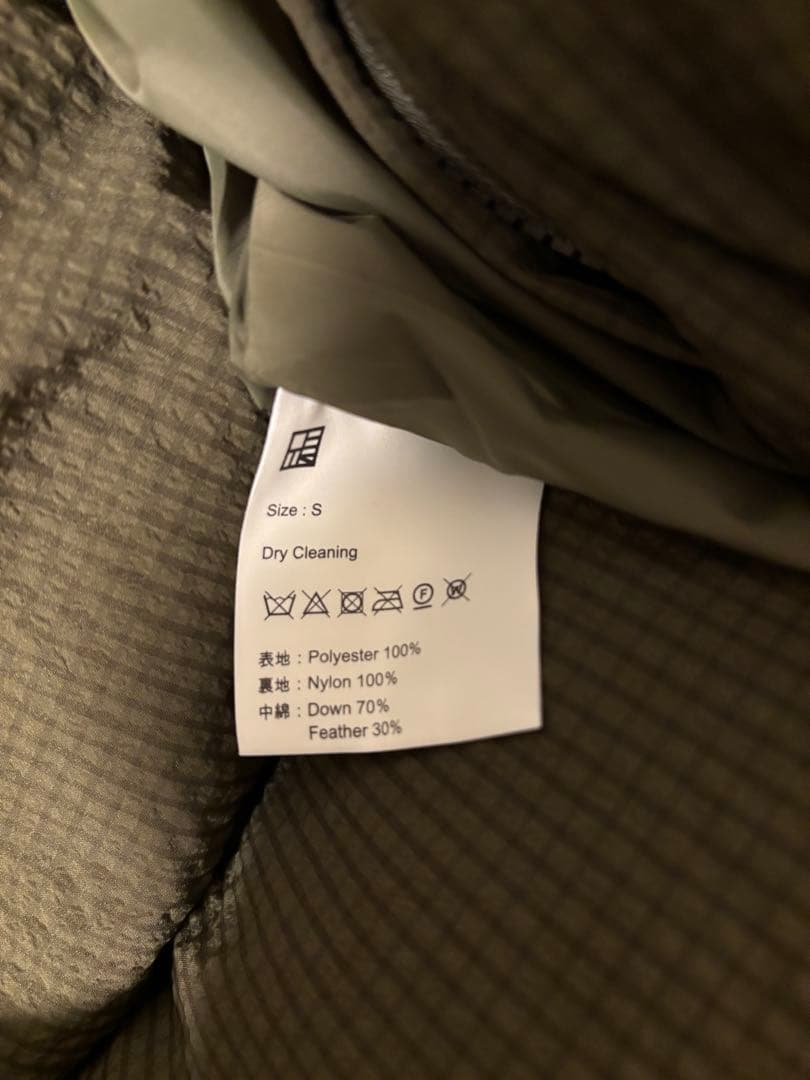 Size : S
Dry Cleaning
F W
表地 : Polyester 100%
裏地 : Nylon 100%
中綿 : Down 70%
Feather 30%